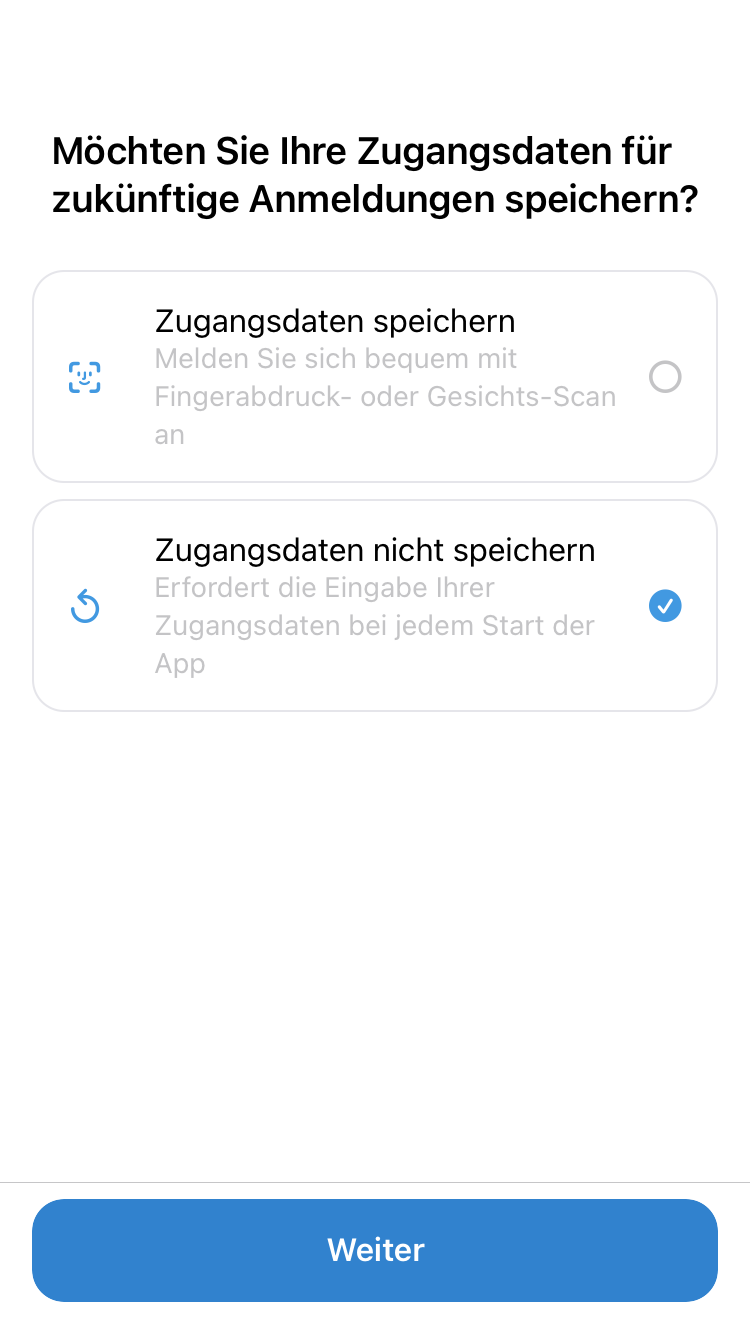 Möchten Sie Ihre Zugangsdaten für
zukünftige Anmeldungen speichern?
Zugangsdaten speichern
Melden Sie sich bequem mit
Fingerabdruck- oder Gesichts-Scan
an
Zugangsdaten nicht speichern
Erfordert die Eingabe Ihrer
Zugangsdaten bei jedem Start der
App
Weiter